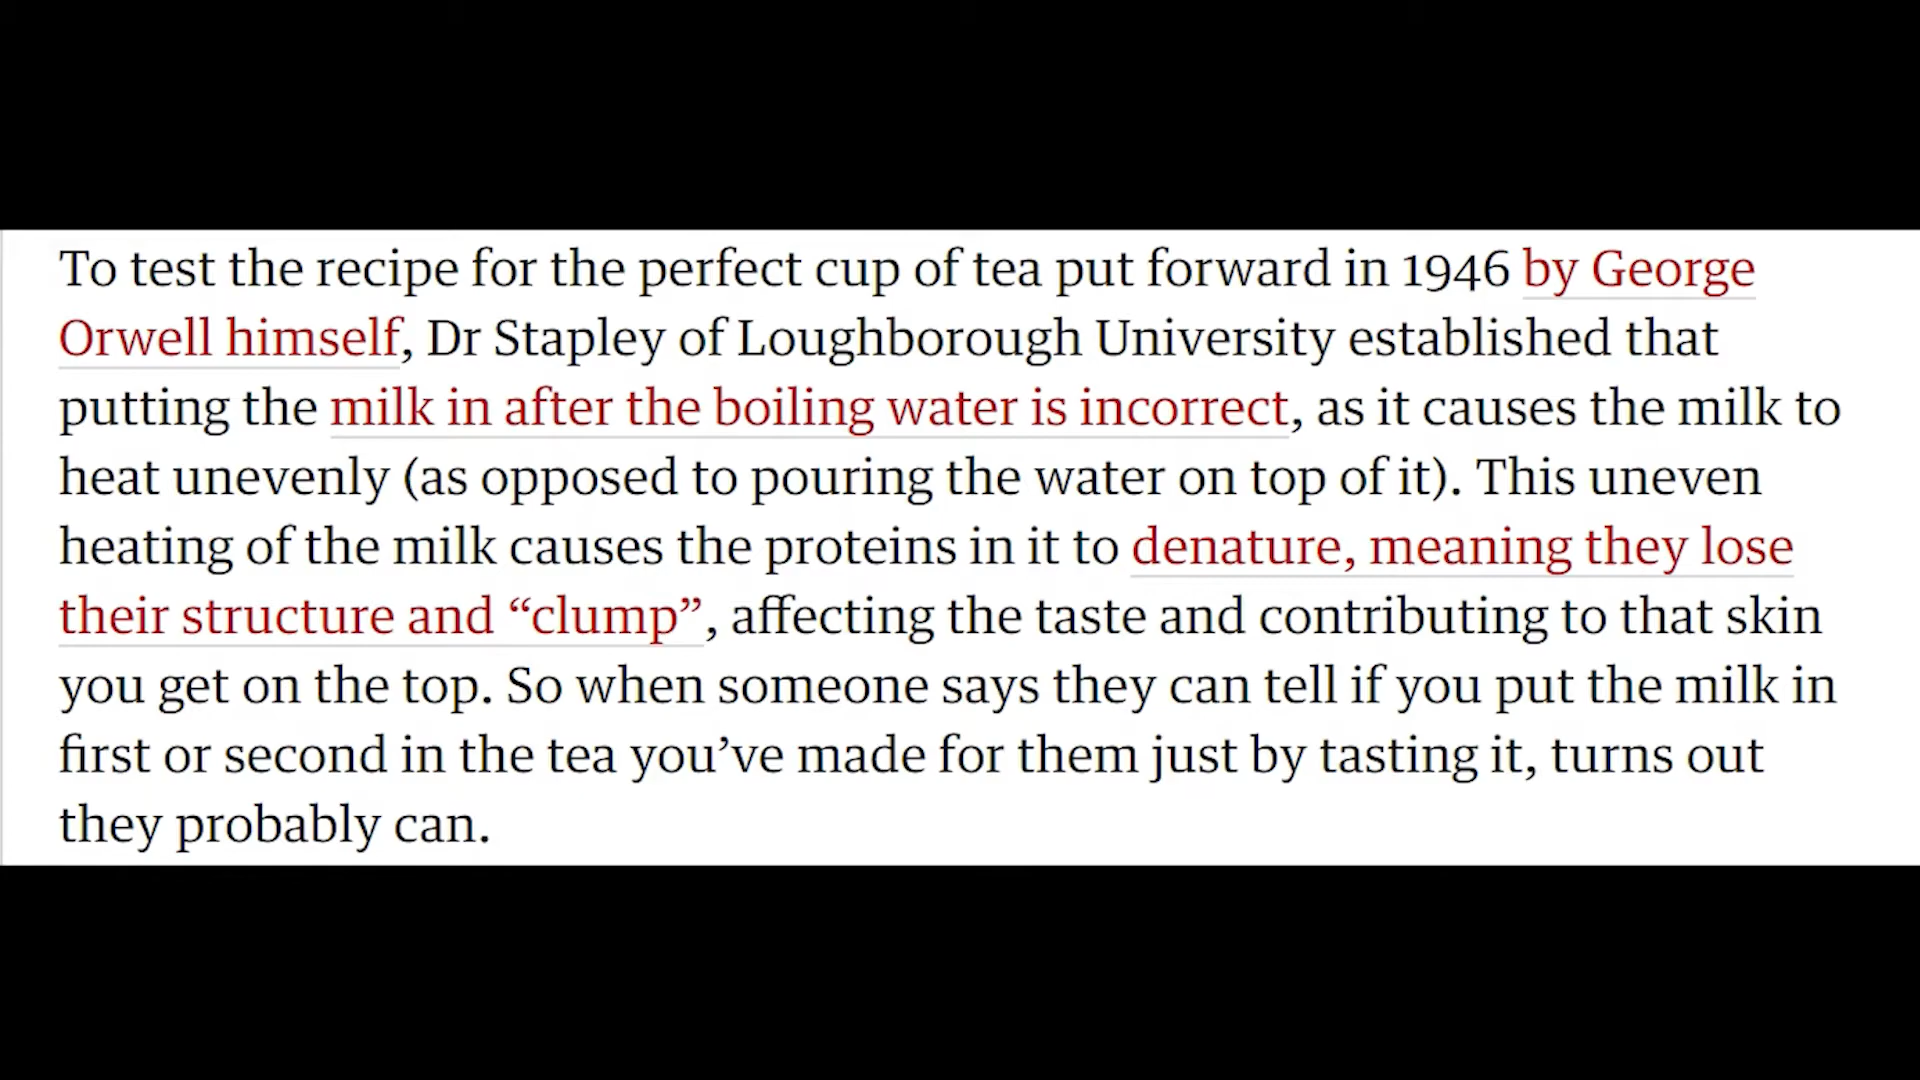 To test the recipe for the perfect cup of tea put forward in 1946 by George
Orwell himself, Dr Stapley of Loughborough University established that
putting the milk in after the boiling water is incorrect, as it causes the milk to
heat unevenly (as opposed to pouring the water on top of it). This uneven
heating of the milk causes the proteins in it to denature, meaning they lose
their structure and “clump”, affecting the taste and contributing to that skin
you get on the top. So when someone says they can tell if you put the milk in
first or second in the tea you’ve made for them just by tasting it, turns out
they probably can.